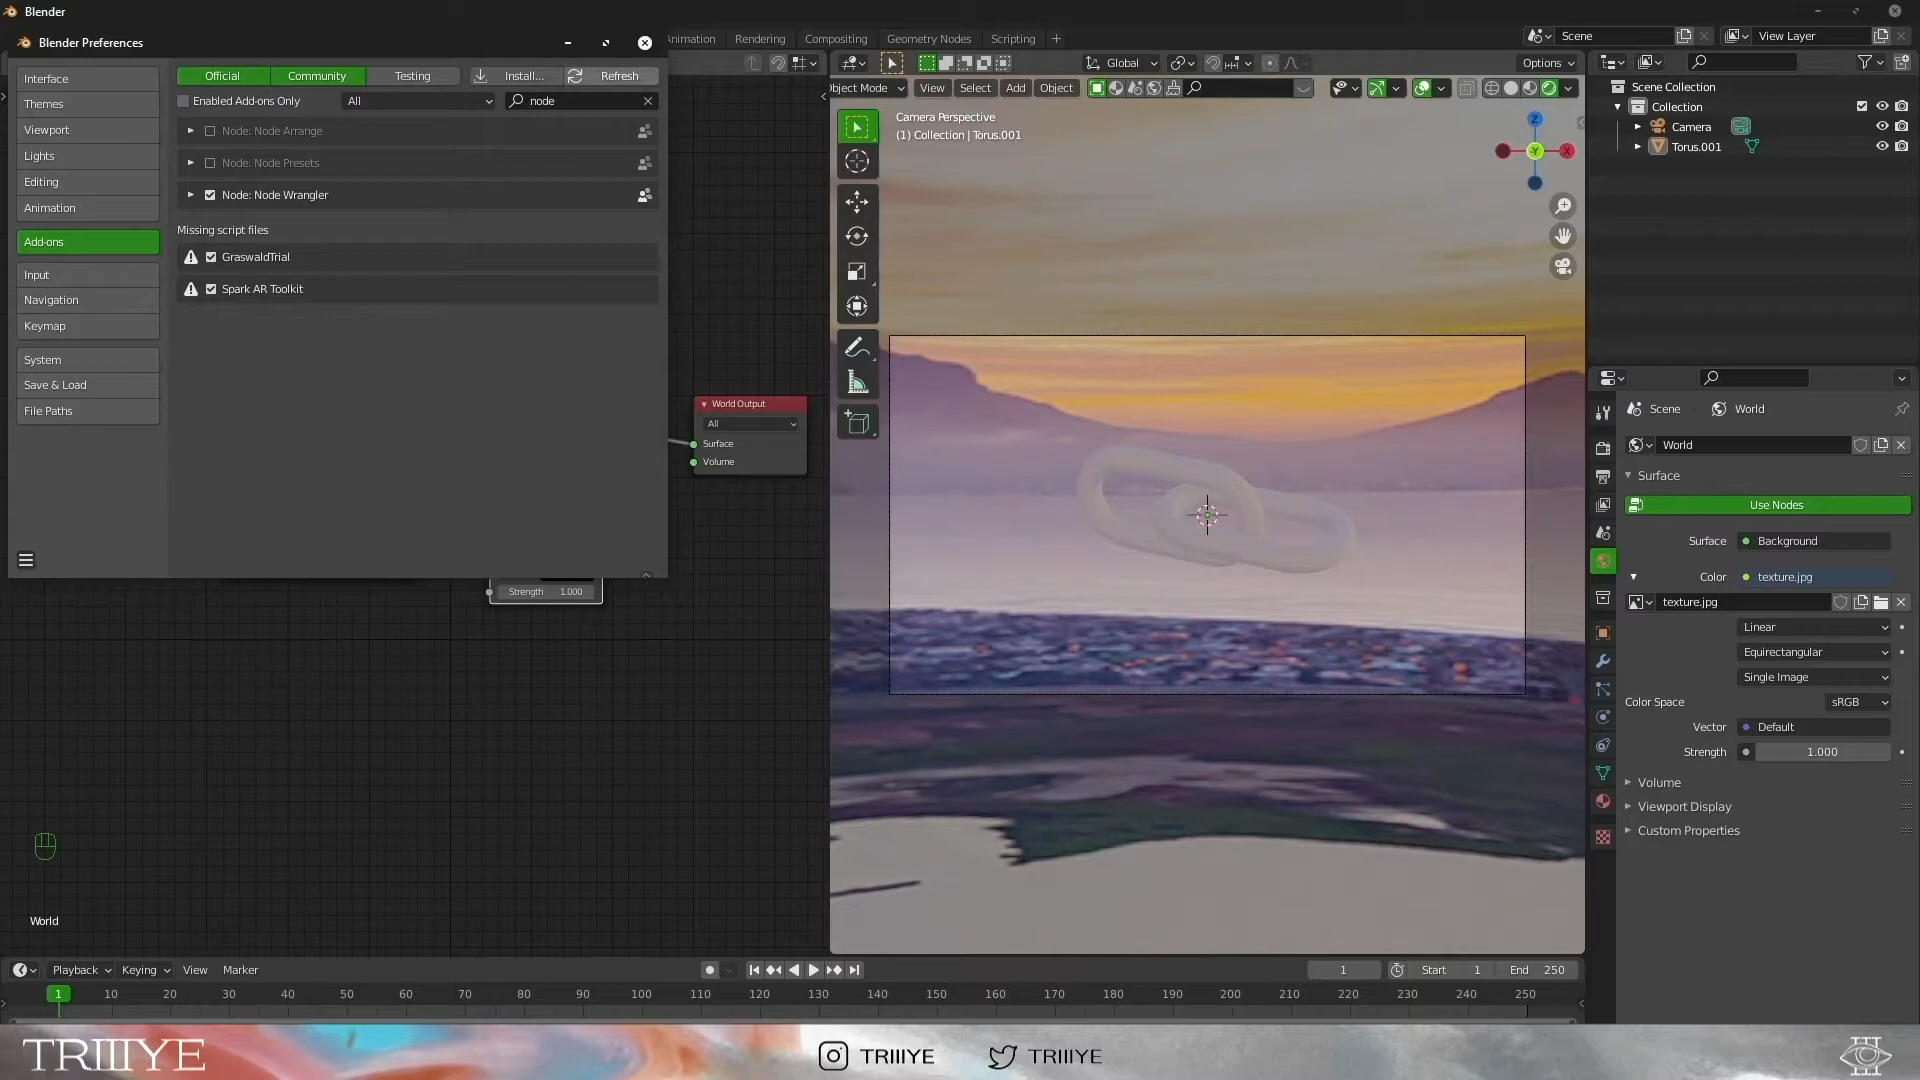 Blender
Blender Preferences
Interface
Themes
Viewport
Lights
Editing
Animation
Add-ons
Input
Navigation
Keymap
System
Save & Load
File Paths
Official
Community
Testing
Install...
Refresh
Enabled Add-ons Only
All
node
Node: Node Arrange
Node: Node Presets
Node: Node Wrangler
Missing script files
GraswaldTrial
Spark AR Toolkit
Strength 1.000
World Output
All
Surface
Volume
World
nimation
Rendering
Compositing
Geometry Nodes
Scripting
Scene
View Layer
Global
Options
bject Mode
View
Select
Add
Object
Camera Perspective
(1) Collection | Torus.001
Z
Y
X
Scene Collection
Collection
Camera
Torus.001
Scene
World
World
Surface
Use Nodes
Surface
Background
Color
texture.jpg
texture.jpg
Linear
Equirectangular
Single Image
Color Space
sRGB
Vector
Default
Strength
1.000
Volume
Viewport Display
Custom Properties
Playback
Keying
View
Marker
1
Start 1
End 250
1 10 20 30 40 50 60 70 80 90 100 110 120 130 140 150 160 170 180 190 200 210 220 230 240 250
TRIIIYE
TRIIIYE
TRIIIYE